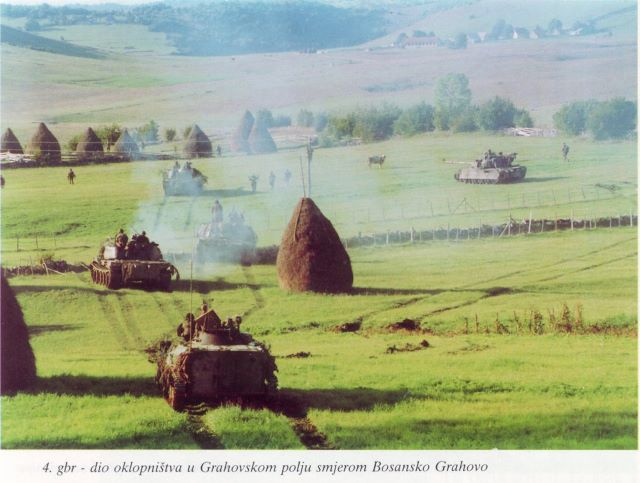 4. gbr - dio oklopništva u Grahovskom polju smjerom Bosansko Grahovo